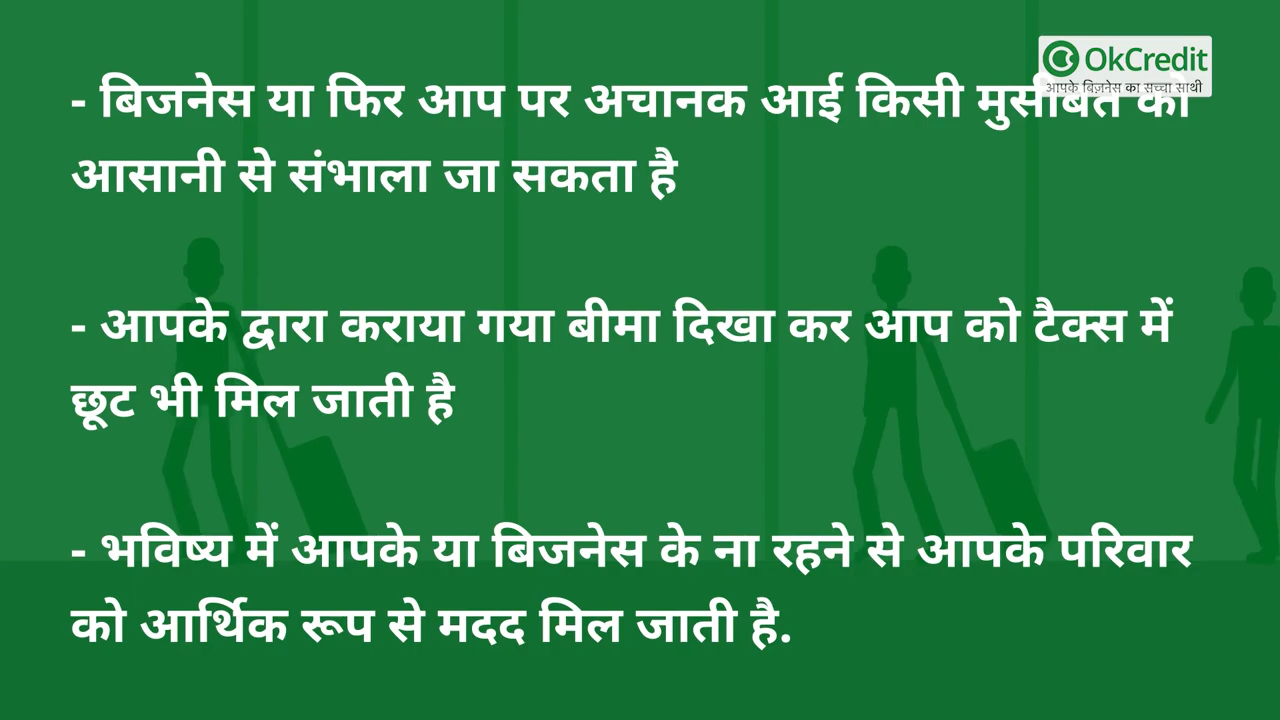 OkCredit
आपके बिज़नेस का सच्चा साथी
- बिजनेस या फिर आप पर अचानक आई किसी मुसीबत को
आसानी से संभाला जा सकता है
- आपके द्वारा कराया गया बीमा दिखा कर आप को टैक्स में
छूट भी मिल जाती है
- भविष्य में आपके या बिजनेस के ना रहने से आपके परिवार
को आर्थिक रूप से मदद मिल जाती है.